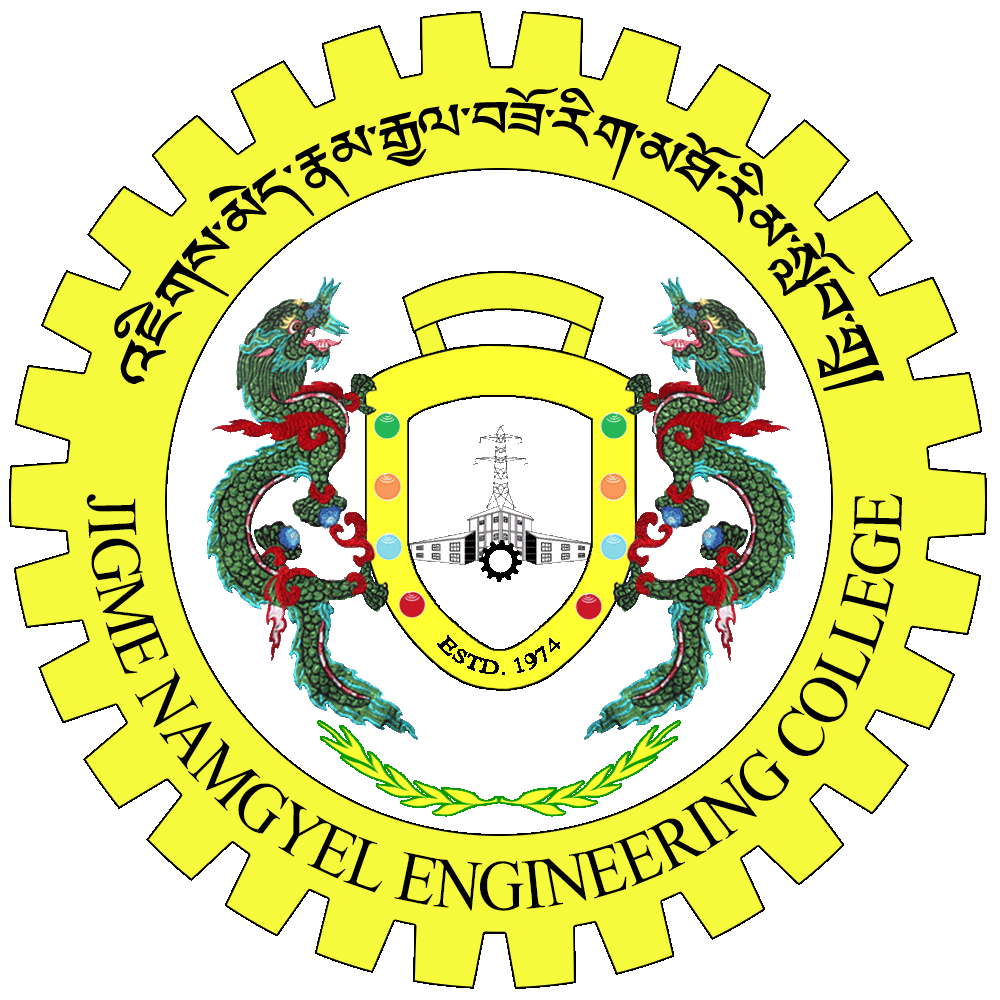 འཇིགས་མེད་རྣམ་རྒྱལ་བཟོ་རིག་མཐོ་རིམ་སློབ་གྲྭ།
ESTD. 1974
JIGME NAMGYEL ENGINEERING COLLEGE